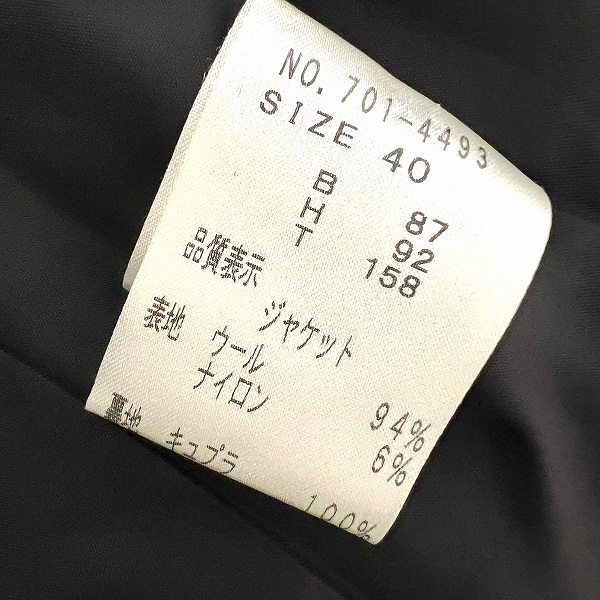 NO. 701-4493
SIZE 40
B 87
H 92
T 158
品質表示
ジャケット
表地 ウール 94%
ナイロン 6%
裏地 キュプラ 100%